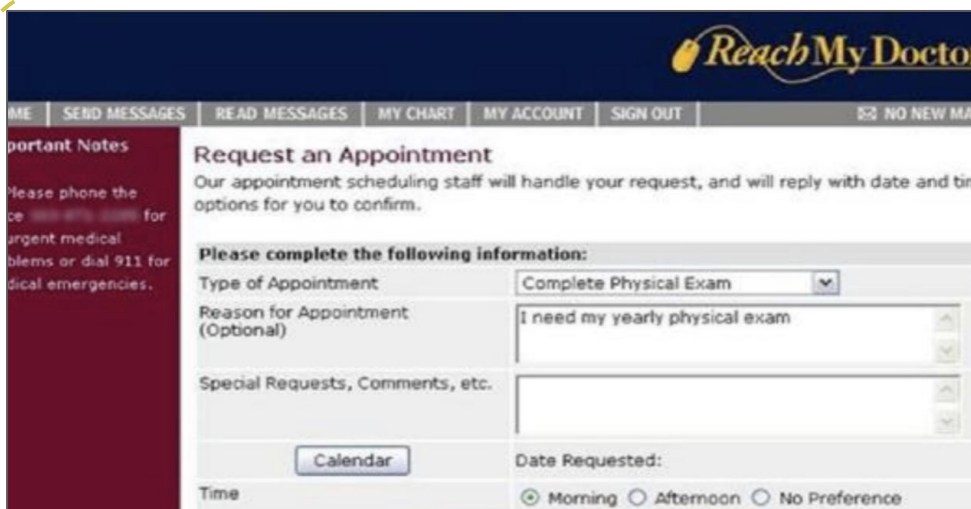 ReachMyDocto
ME SEND MESSAGES READ MESSAGES MY CHART MY ACCOUNT SIGN OUT NO NEW MA
portant Notes
Please phone the
ce for
urgent medical
blems or dial 911 for
dical emergencies.
Request an Appointment
Our appointment scheduling staff will handle your request, and will reply with date and tim
options for you to confirm.
Please complete the following information:
Type of Appointment Complete Physical Exam
Reason for Appointment I need my yearly physical exam
(Optional)
Special Requests, Comments, etc.
Calendar Date Requested:
Time Morning Afternoon No Preference